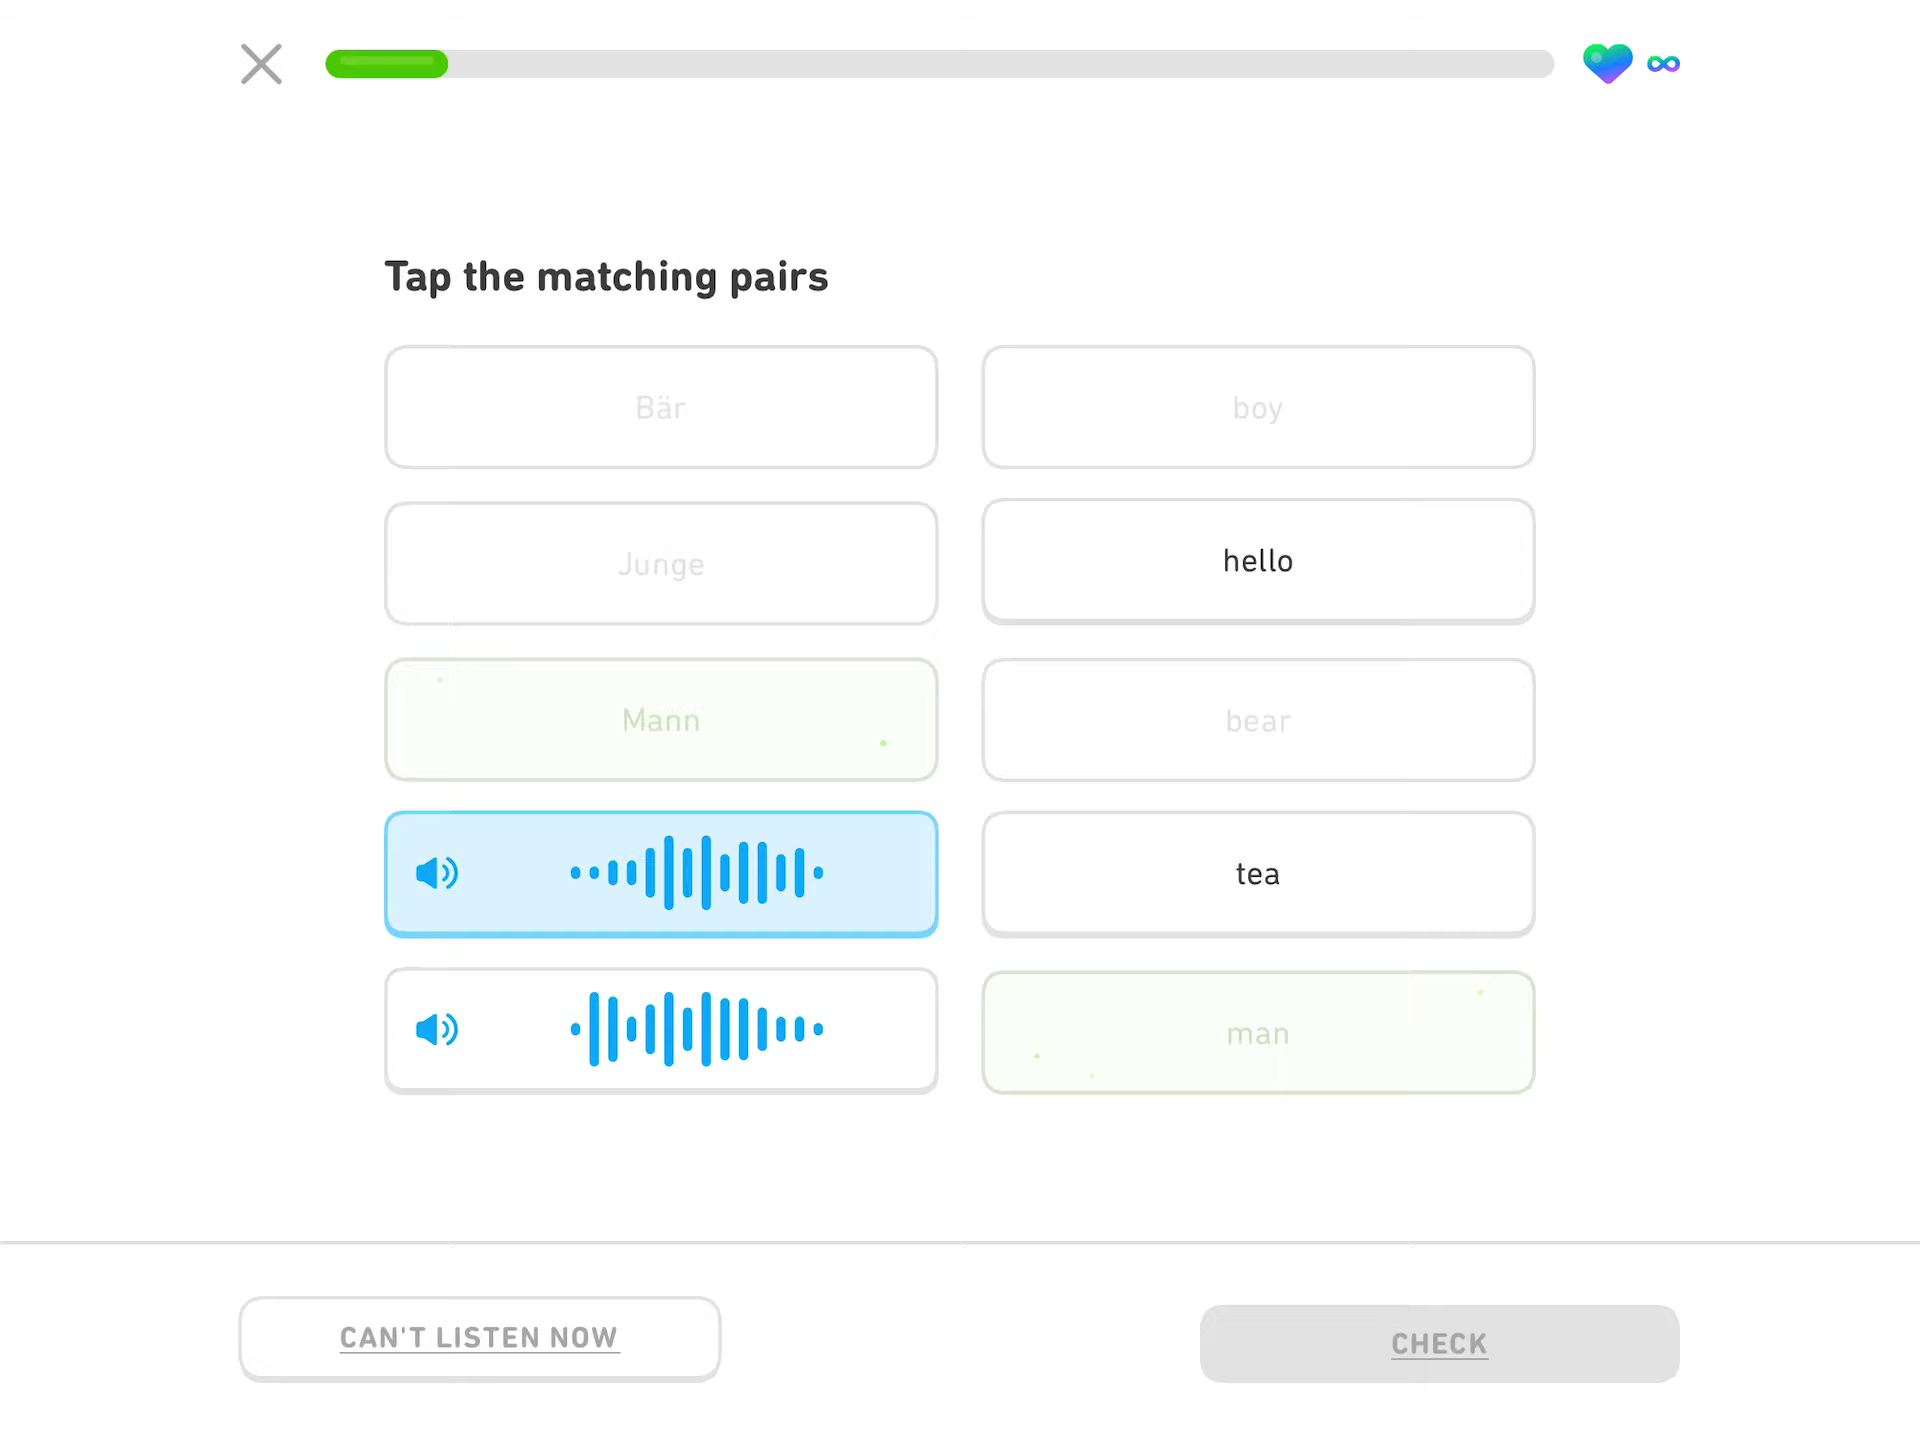 Tap the matching pairs
Bär
boy
Junge
hello
Mann
bear
tea
man
CAN'T LISTEN NOW
CHECK